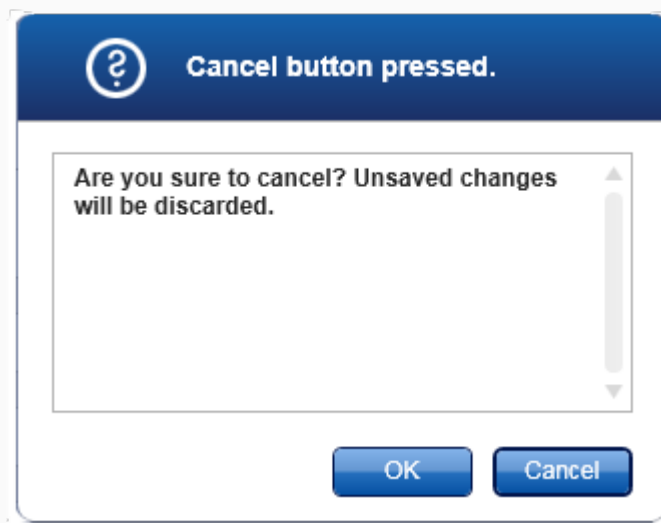 Cancel button pressed.
Are you sure to cancel? Unsaved changes
will be discarded.
OK
Cancel